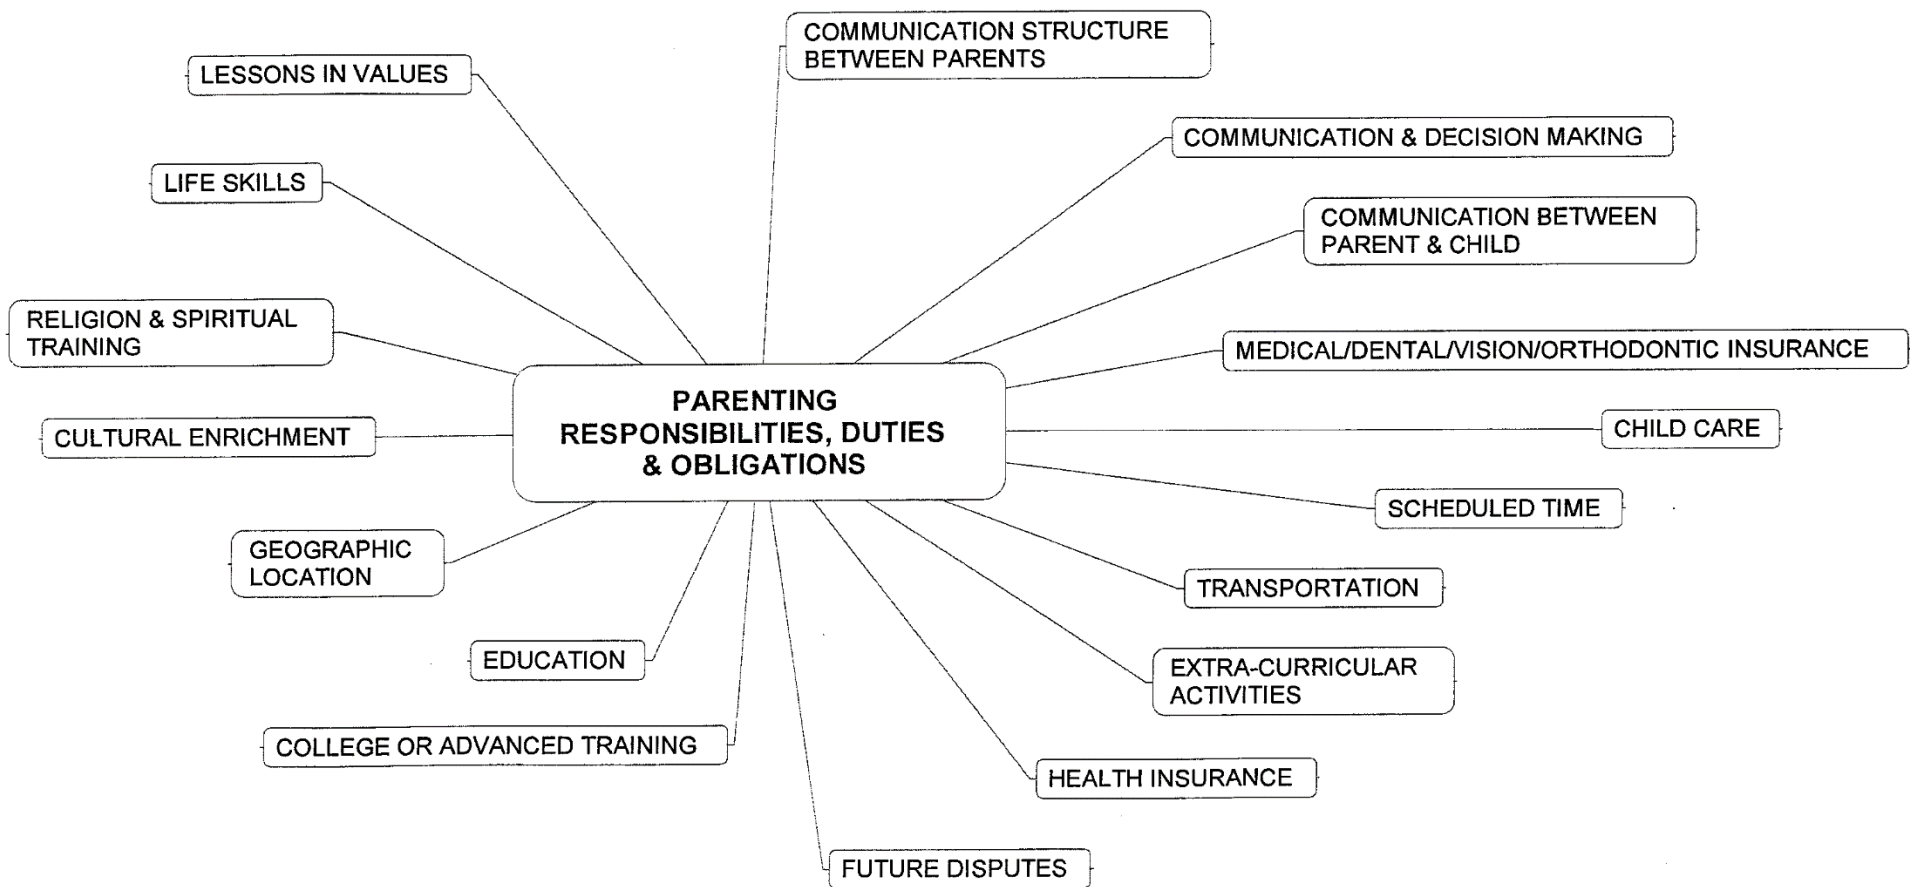 COMMUNICATION STRUCTURE
BETWEEN PARENTS
LESSONS IN VALUES
COMMUNICATION & DECISION MAKING
LIFE SKILLS
COMMUNICATION BETWEEN
PARENT & CHILD
RELIGION & SPIRITUAL
TRAINING
MEDICAL/DENTAL/VISION/ORTHODONTIC INSURANCE
PARENTING
RESPONSIBILITIES, DUTIES
& OBLIGATIONS
CULTURAL ENRICHMENT
CHILD CARE
SCHEDULED TIME
GEOGRAPHIC
LOCATION
TRANSPORTATION
EDUCATION
EXTRA-CURRICULAR
ACTIVITIES
COLLEGE OR ADVANCED TRAINING
HEALTH INSURANCE
FUTURE DISPUTES